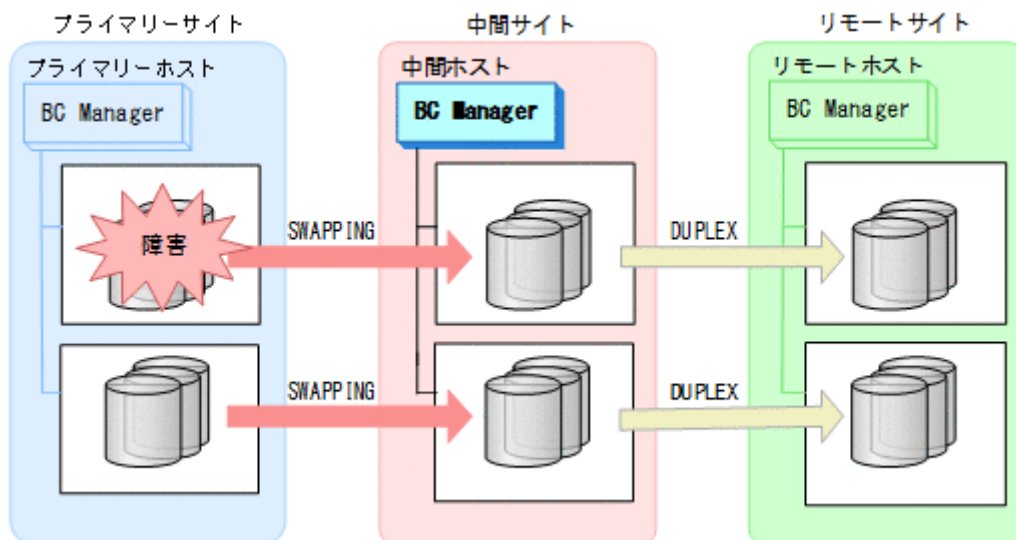 プライマリーサイト
中間サイト
リモートサイト
プライマリーホスト
中間ホスト
リモートホスト
BC Manager
BC Manager
BC Manager
障害
SWAPPING
DUPLEX
SWAPPING
DUPLEX